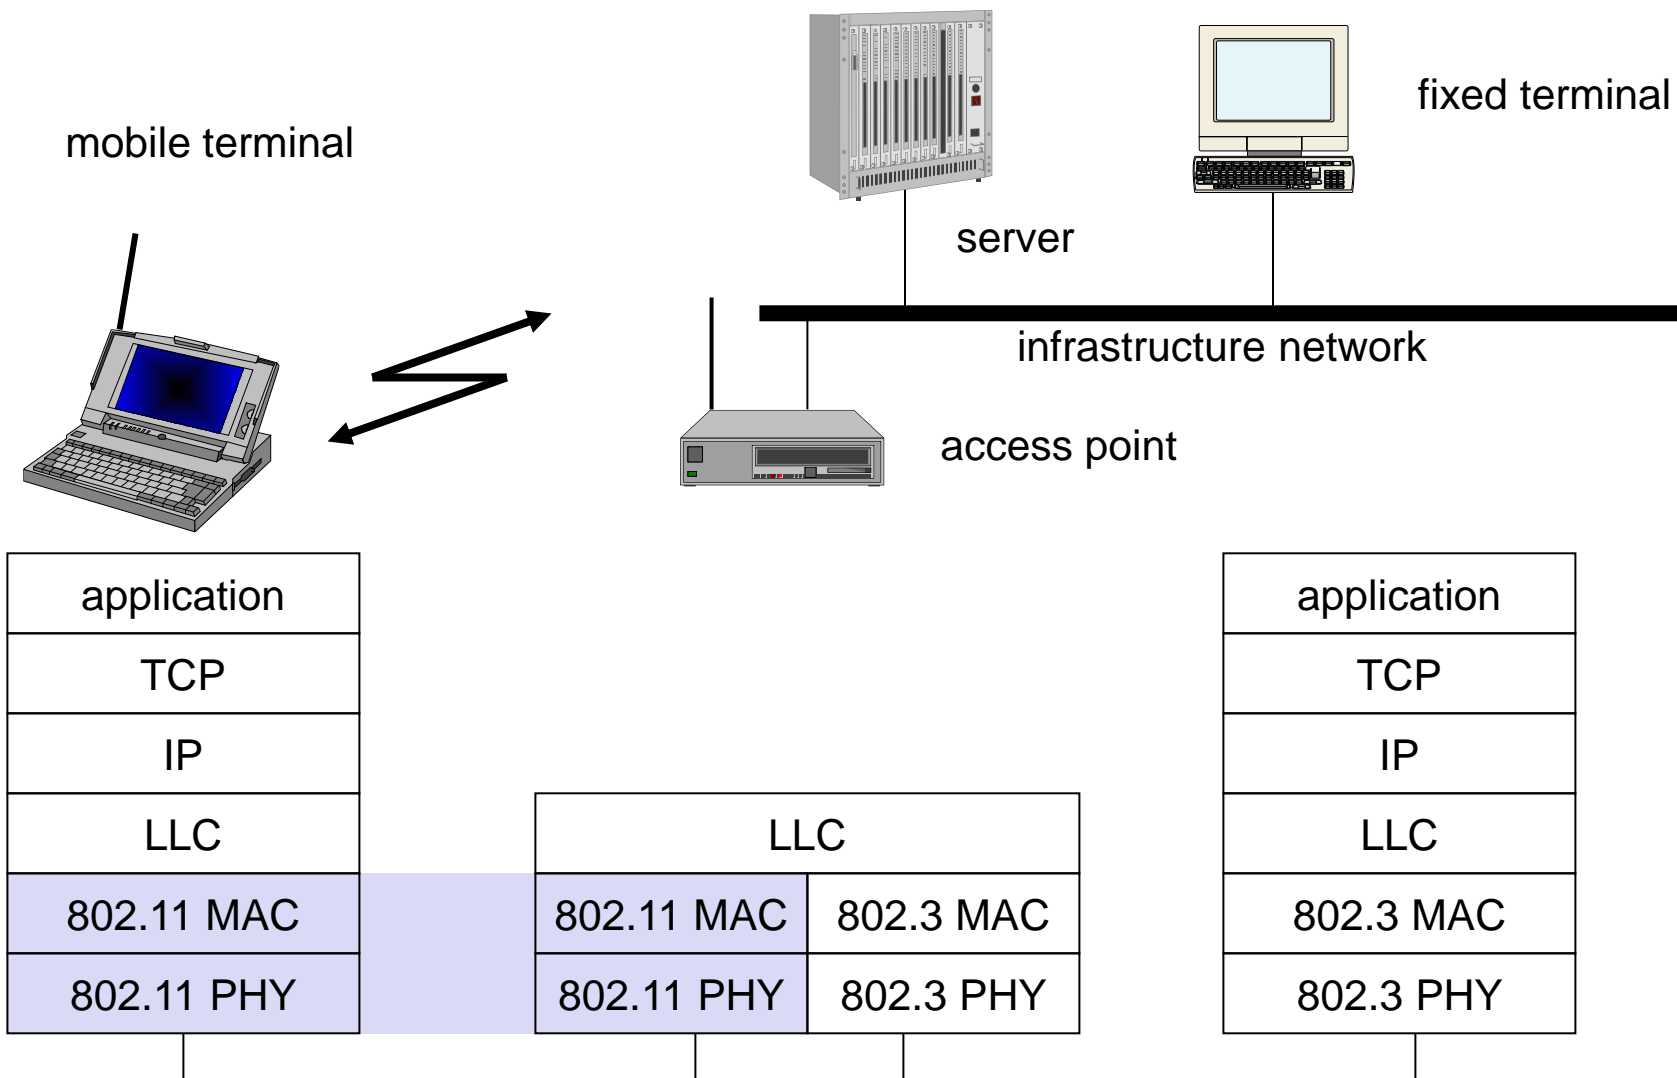 fixed terminal
mobile terminal
server
infrastructure network
access point
application
TCP
IP
LLC
802.11 MAC
802.11 PHY
LLC
802.11 MAC 802.3 MAC
802.11 PHY 802.3 PHY
application
TCP
IP
LLC
802.3 MAC
802.3 PHY